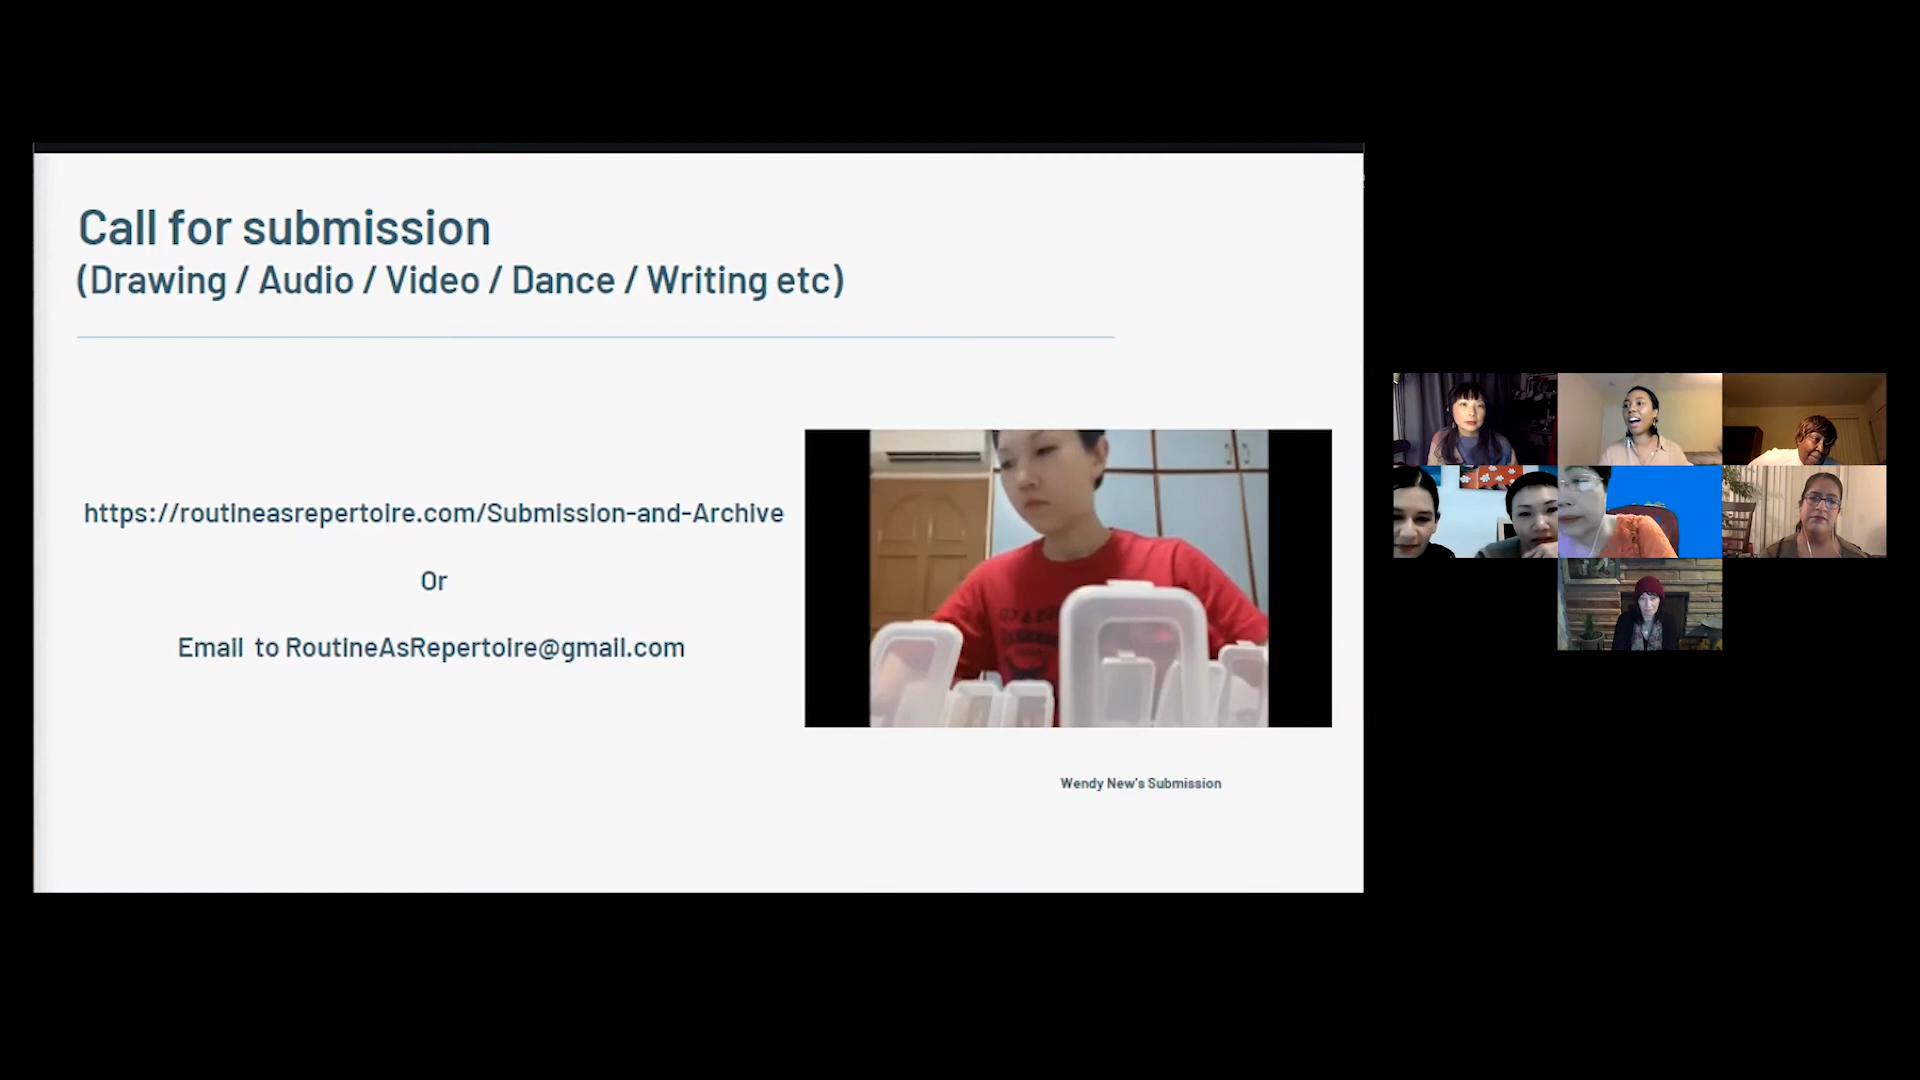 Call for submission
(Drawing / Audio / Video / Dance / Writing etc)
https://routineasrepertoire.com/Submission-and-Archive
Or
Email to RoutineAsRepertoire@gmail.com
Wendy New's Submission